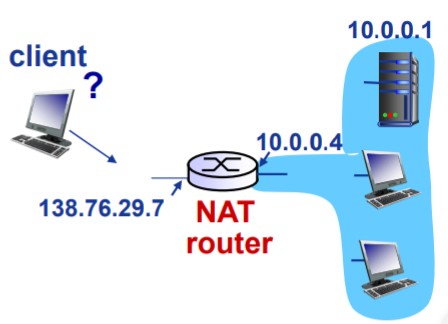 10.0.0.1
client
?
10.0.0.4
138.76.29.7
NAT
router